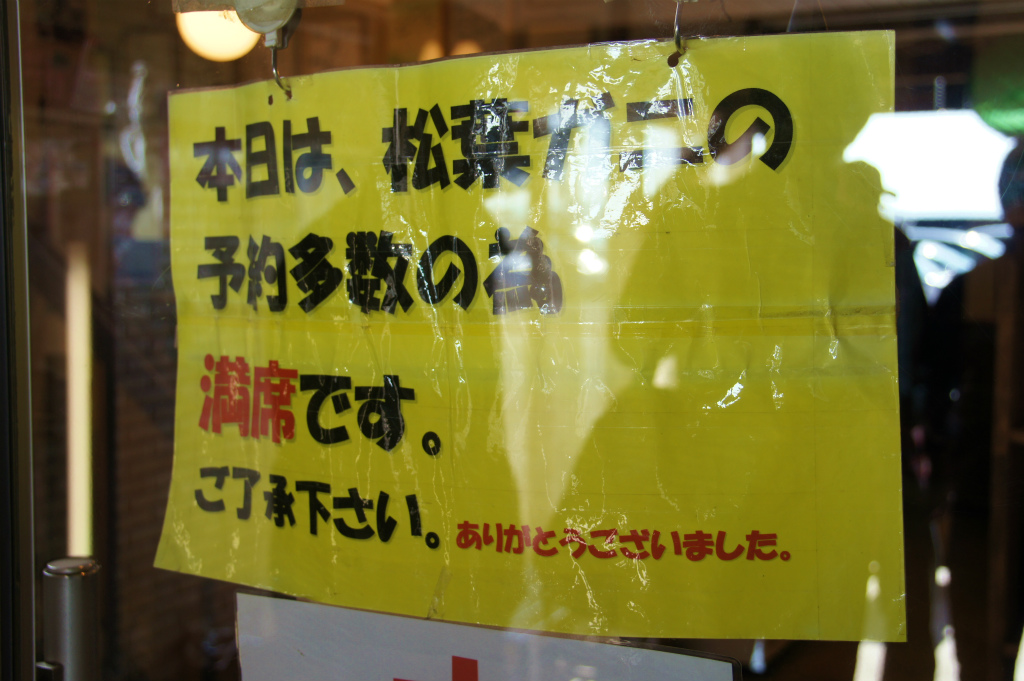 本日は、松葉ガニの
予約多数の為
満席です。
ご了承下さい。ありがとうございました。